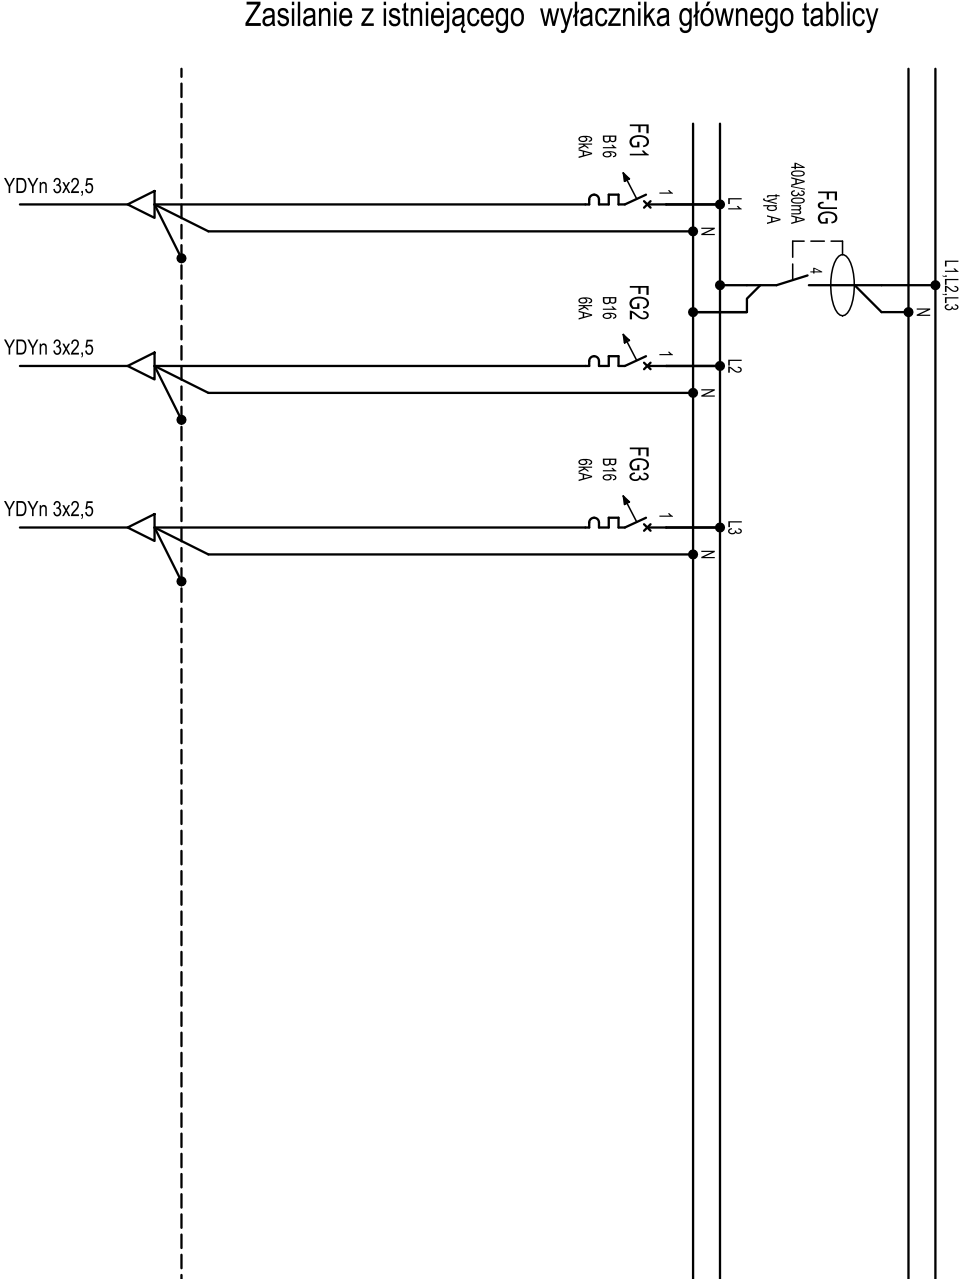 Zasilanie z istniejącego wyłacznika głównego tablicy
L1,L2,L3
N
FJG
40A/30mA
typ A
4
FG1
B16
6kA
1
L1
N
YDYn 3x2,5
FG2
B16
6kA
1
L2
N
YDYn 3x2,5
FG3
B16
6kA
1
L3
N
YDYn 3x2,5